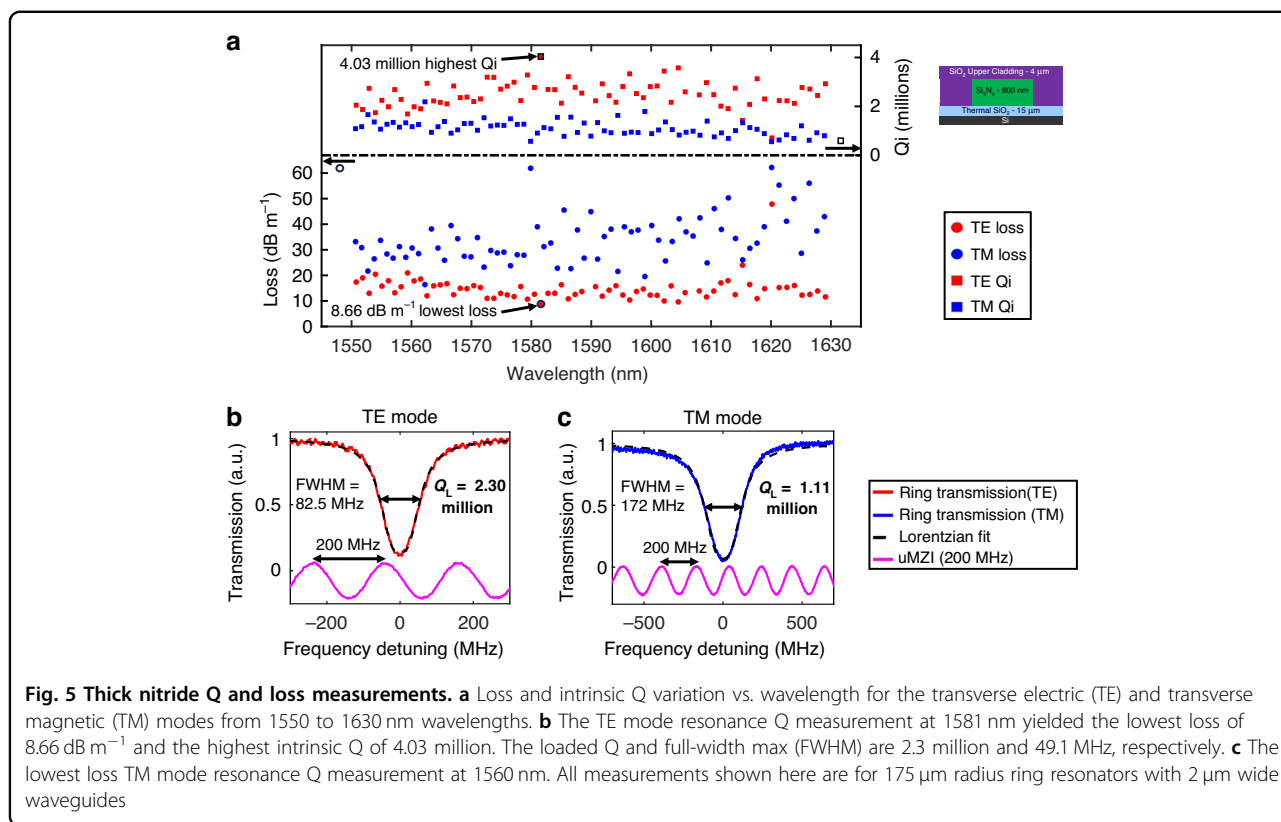 a
4.03 million highest Qi
4
2
0
Qi (millions)
60
50
40
30
20
10
0
Loss (dB m⁻¹)
8.66 dB m⁻¹ lowest loss
1550 1560 1570 1580 1590 1600 1610 1620 1630
Wavelength (nm)
SiO₂ Upper Cladding - 4 μm
Si₃N₄ - 800 nm
Thermal SiO₂ - 15 μm
Si
TE loss
TM loss
TE Qi
TM Qi
b
TE mode
1
0.5
0
Transmission (a.u.)
FWHM =
82.5 MHz
Q_L = 2.30
million
200 MHz
−200 0 200
Frequency detuning (MHz)
c
TM mode
1
0.5
0
Transmission (a.u.)
FWHM =
172 MHz
Q_L = 1.11
million
200 MHz
−500 0 500
Frequency detuning (MHz)
Ring transmission(TE)
Ring transmission (TM)
Lorentzian fit
uMZI (200 MHz)
Fig. 5 Thick nitride Q and loss measurements. a Loss and intrinsic Q variation vs. wavelength for the transverse electric (TE) and transverse
magnetic (TM) modes from 1550 to 1630 nm wavelengths. b The TE mode resonance Q measurement at 1581 nm yielded the lowest loss of
8.66 dB m⁻¹ and the highest intrinsic Q of 4.03 million. The loaded Q and full-width max (FWHM) are 2.3 million and 49.1 MHz, respectively. c The
lowest loss TM mode resonance Q measurement at 1560 nm. All measurements shown here are for 175 μm radius ring resonators with 2 μm wide
waveguides